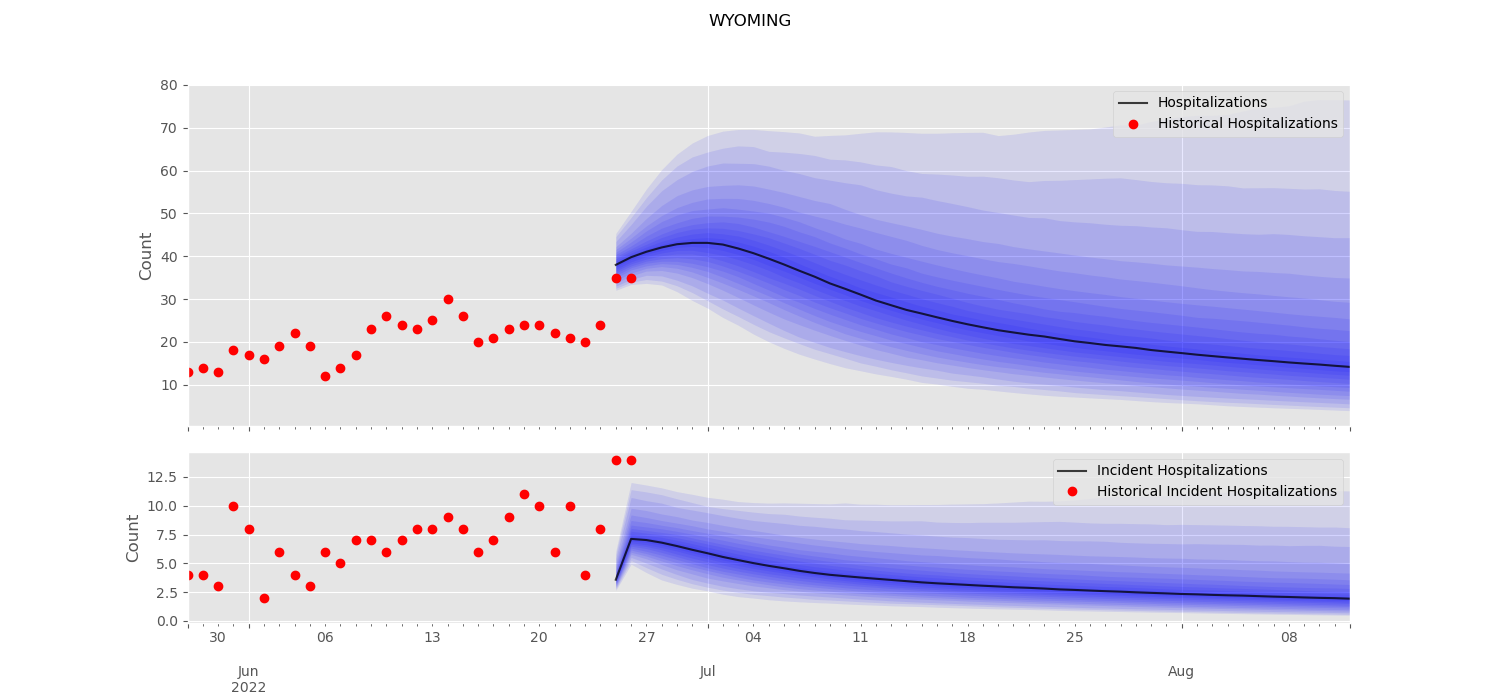 WYOMING
80
70
60
50
40
30
20
10
Count
Hospitalizations
Historical Hospitalizations
12.5
10.0
7.5
5.0
2.5
0.0
Count
Incident Hospitalizations
Historical Incident Hospitalizations
30 06 13 20 27 04 11 18 25 08
Jun Jul Aug
2022